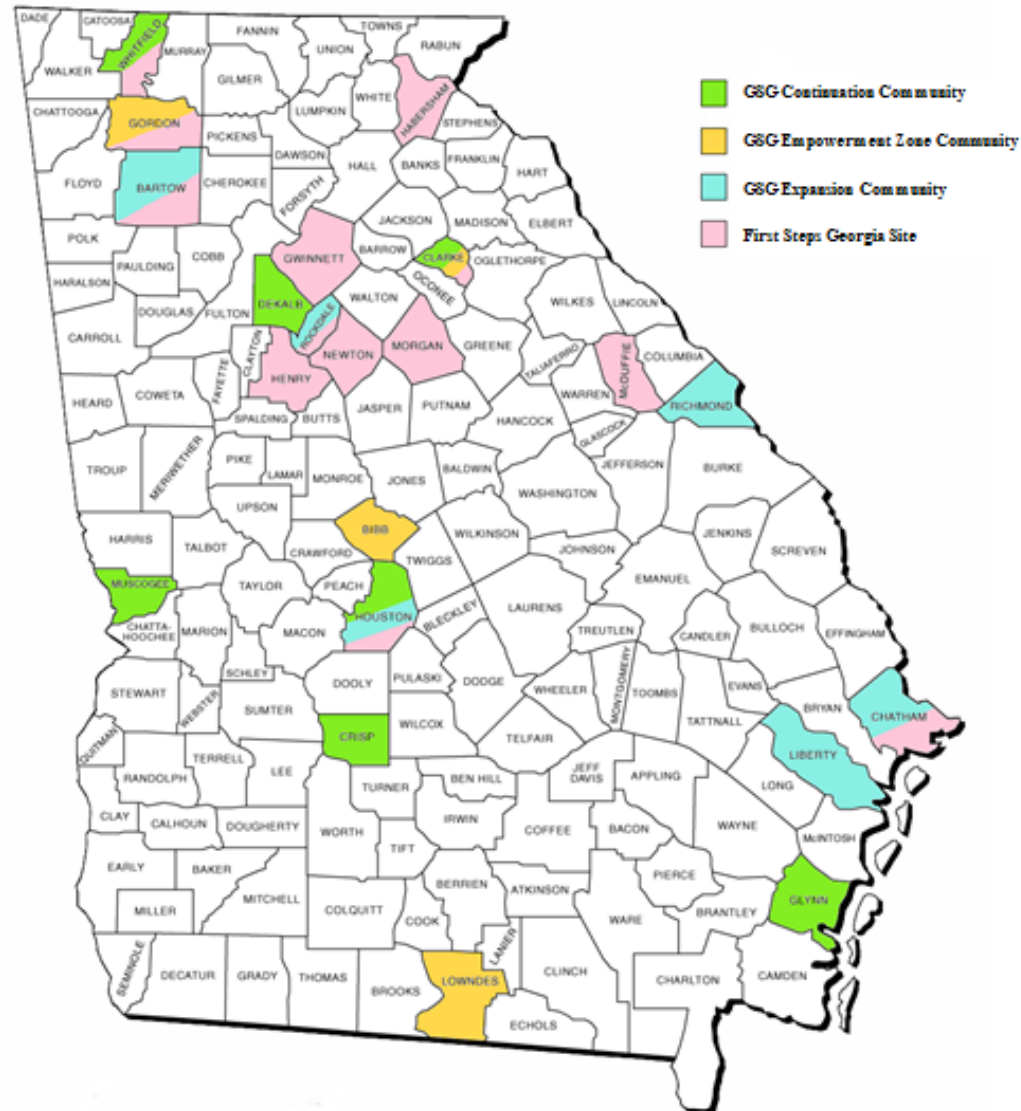 DADE
CATOOSA
WHITFIELD
MURRAY
FANNIN
UNION
TOWNS
RABUN
WALKER
GILMER
LUMPKIN
WHITE
HABERSHAM
STEPHENS
CHATTOOGA
GORDON
PICKENS
DAWSON
HALL
BANKS
FRANKLIN
HART
FLOYD
BARTOW
CHEROKEE
FORSYTH
JACKSON
MADISON
ELBERT
POLK
PAULDING
COBB
GWINNETT
BARROW
CLARKE
OGLETHORPE
OCONEE
HARALSON
DOUGLAS
FULTON
DEKALB
ROCKDALE
WALTON
WILKES
LINCOLN
CARROLL
CLAYTON
FAYETTE
HENRY
NEWTON
MORGAN
GREENE
TALIAFERRO
McDUFFIE
COLUMBIA
WARREN
RICHMOND
HEARD
COWETA
SPALDING
BUTTS
JASPER
PUTNAM
HANCOCK
GLASCOCK
JEFFERSON
BURKE
TROUP
MERIWETHER
PIKE
LAMAR
MONROE
JONES
BALDWIN
WASHINGTON
UPSON
BIBB
WILKINSON
JENKINS
SCREVEN
HARRIS
TALBOT
CRAWFORD
TWIGGS
JOHNSON
EMANUEL
MUSCOGEE
TAYLOR
PEACH
HOUSTON
BLECKLEY
LAURENS
TREUTLEN
CANDLER
BULLOCH
EFFINGHAM
CHATTA-
HOOCHEE
MARION
MACON
SCHLEY
DOOLY
PULASKI
DODGE
WHEELER
MONTGOMERY
TOOMBS
EVANS
BRYAN
CHATHAM
STEWART
WEBSTER
SUMTER
CRISP
WILCOX
TELFAIR
TATTNALL
LIBERTY
QUITMAN
RANDOLPH
TERRELL
LEE
TURNER
BEN HILL
JEFF
DAVIS
APPLING
LONG
CLAY
CALHOUN
DOUGHERTY
WORTH
IRWIN
COFFEE
BACON
WAYNE
McINTOSH
TIFT
EARLY
BAKER
MITCHELL
BERRIEN
ATKINSON
PIERCE
GLYNN
MILLER
COLQUITT
COOK
WARE
BRANTLEY
SEMINOLE
DECATUR
GRADY
THOMAS
BROOKS
LOWNDES
LANIER
CLINCH
CHARLTON
CAMDEN
ECHOLS
GSG Continuation Community
GSG Empowerment Zone Community
GSG Expansion Community
First Steps Georgia Site